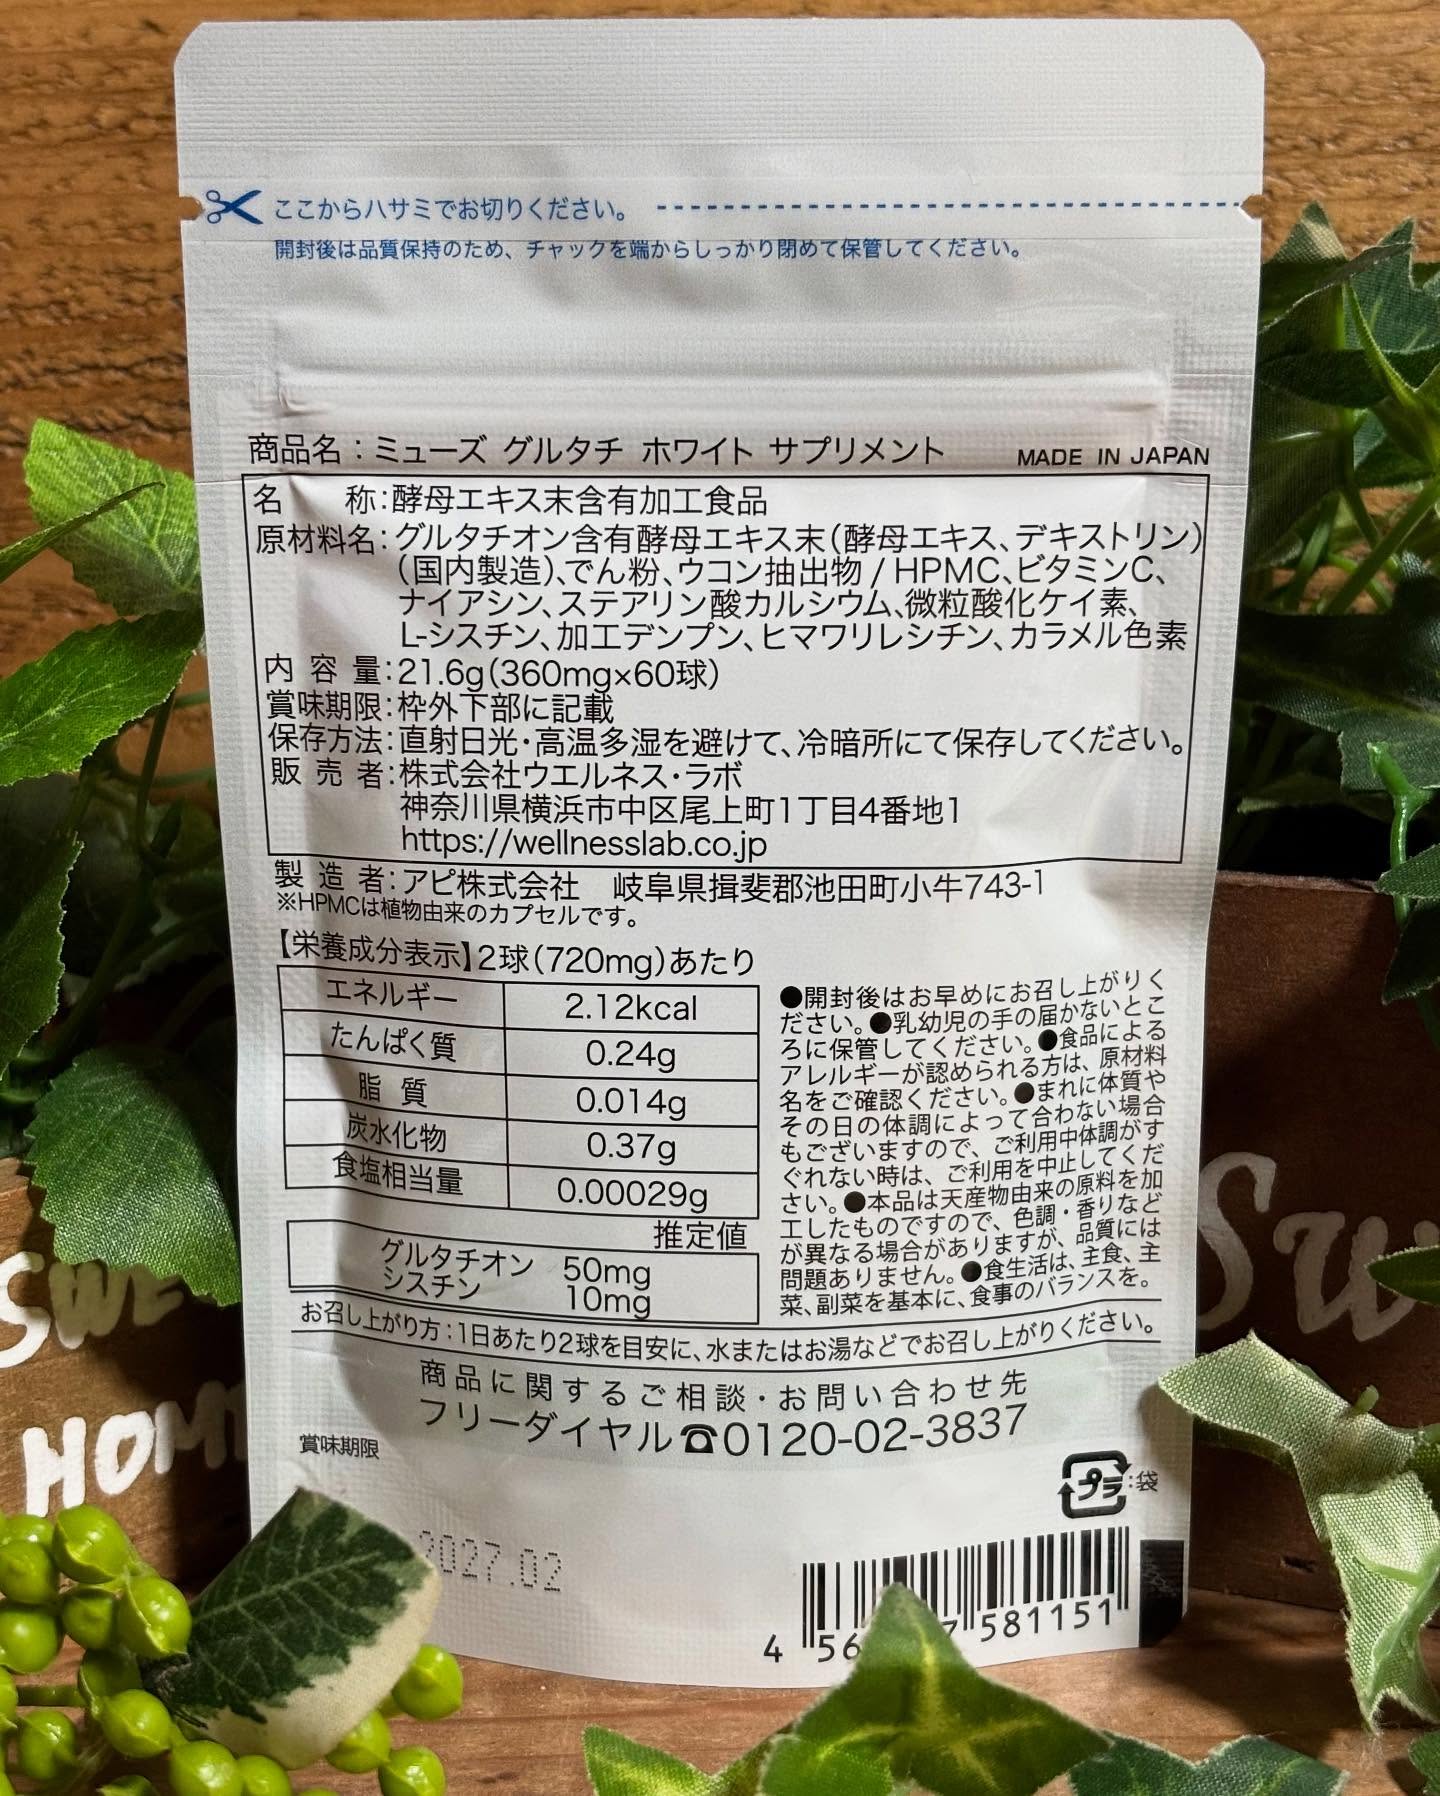 ここからハサミでお切りください。
開封後は品質保持のため、チャックを端からしっかり閉めて保管してください。
商品名：ミューズ グルタチ ホワイト サプリメント MADE IN JAPAN
名 称：酵母エキス末含有加工食品
原材料名：グルタチオン含有酵母エキス末（酵母エキス、デキストリン）
（国内製造）、でん粉、ウコン抽出物 / HPMC、ビタミンC、
ナイアシン、ステアリン酸カルシウム、微粒酸化ケイ素、
L-シスチン、加工デンプン、ヒマワリレシチン、カラメル色素
内 容 量：21.6g（360mg×60球）
賞味期限：枠外下部に記載
保存方法：直射日光・高温多湿を避けて、冷暗所にて保存してください。
販 売 者：株式会社ウエルネス・ラボ
神奈川県横浜市中区尾上町1丁目4番地1
https://wellnesslab.co.jp
製 造 者：アピ株式会社 岐阜県揖斐郡池田町小牛743-1
※HPMCは植物由来のカプセルです。
【栄養成分表示】2球（720mg）あたり
エネルギー 2.12kcal
たんぱく質 0.24g
脂 質 0.014g
炭水化物 0.37g
食塩相当量 0.00029g
推定値
グルタチオン 50mg
シスチン 10mg
●開封後はお早めにお召し上がりく
ださい。●乳幼児の手の届かないとこ
ろに保管してください。●食品による
アレルギーが認められる方は、原材料
名をご確認ください。●まれに体質や
その日の体調によって合わない場合
もございますので、ご利用中体調がす
ぐれない時は、ご利用を中止してくだ
さい。●本品は天産物由来の原料を加
工したものですので、色調・香りなど
が異なる場合がありますが、品質には
問題ありません。●食生活は、主食、主
菜、副菜を基本に、食事のバランスを。
お召し上がり方：1日あたり2球を目安に、水またはお湯などでお召し上がりください。
商品に関するご相談・お問い合わせ先
フリーダイヤル☎0120-02-3837
賞味期限
プラ：袋
2027.02
4 56 7 581151
HOM